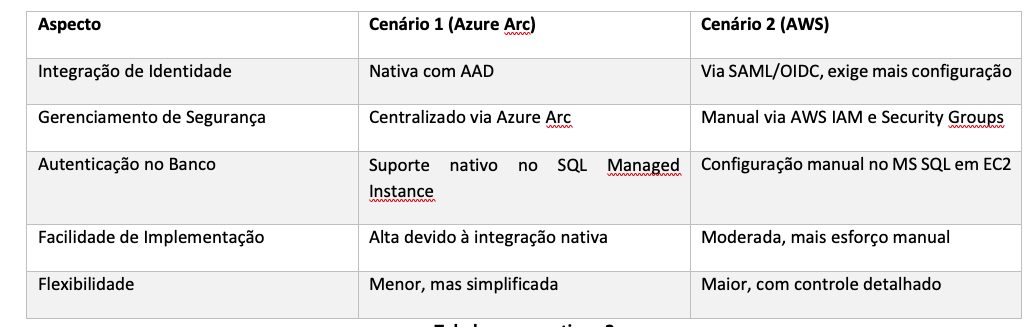 Aspecto Cenário 1 (Azure Arc) Cenário 2 (AWS)
Integração de Identidade Nativa com AAD Via SAML/OIDC, exige mais configuração
Gerenciamento de Segurança Centralizado via Azure Arc Manual via AWS IAM e Security Groups
Autenticação no Banco Suporte nativo no SQL Managed Configuração manual no MS SQL em EC2
Instance
Facilidade de Implementação Alta devido à integração nativa Moderada, mais esforço manual
Flexibilidade Menor, mas simplificada Maior, com controle detalhado